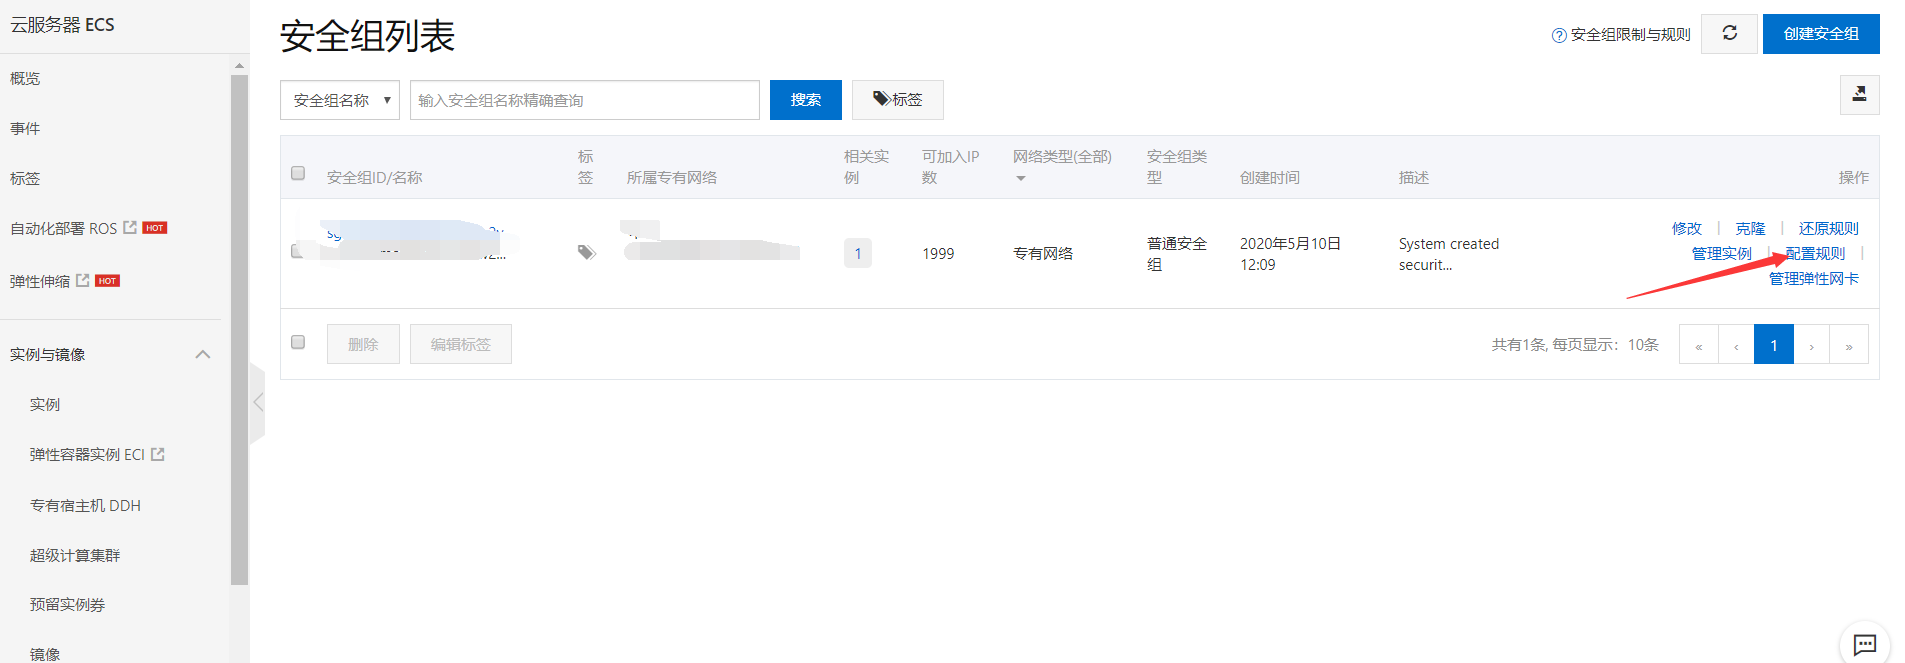 云服务器 ECS
概览
事件
标签
自动化部署 ROS HOT
弹性伸缩 HOT
实例与镜像
实例
弹性容器实例 ECI
专有宿主机 DDH
超级计算集群
预留实例券
镜像
安全组列表
? 安全组限制与规则
创建安全组
安全组名称
输入安全组名称精确查询
搜索
标签
安全组ID/名称
标签
所属专有网络
相关实例
可加入IP数
网络类型(全部)
安全组类型
创建时间
描述
操作
1
1999
专有网络
普通安全组
2020年5月10日
12:09
System created
securit...
修改 | 克隆 | 还原规则
管理实例 | 配置规则 |
管理弹性网卡
删除
编辑标签
共有1条, 每页显示：10条
« ‹ 1 › »